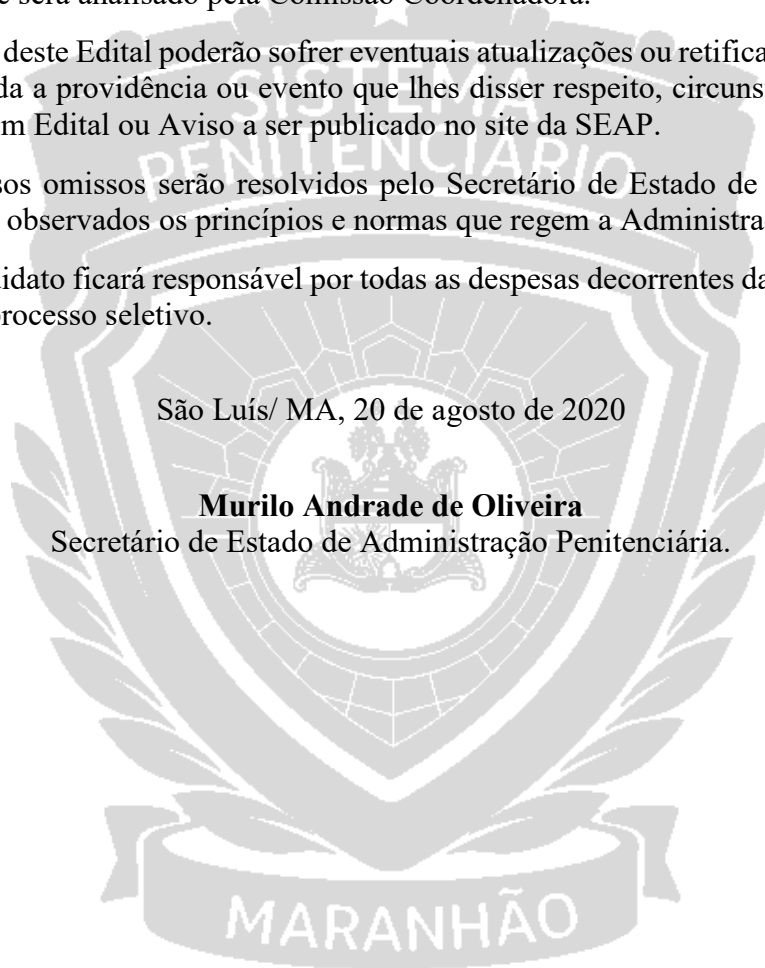 e será analisado pela Comissão Coordenadora.
deste Edital poderão sofrer eventuais atualizações ou retifica
da a providência ou evento que lhes disser respeito, circuns
m Edital ou Aviso a ser publicado no site da SEAP.
SISTEMA
PENITENCIÁRIO
sos omissos serão resolvidos pelo Secretário de Estado de
observados os princípios e normas que regem a Administra
didato ficará responsável por todas as despesas decorrentes da
processo seletivo.
São Luís/ MA, 20 de agosto de 2020
Murilo Andrade de Oliveira
Secretário de Estado de Administração Penitenciária.
MARANHÃO